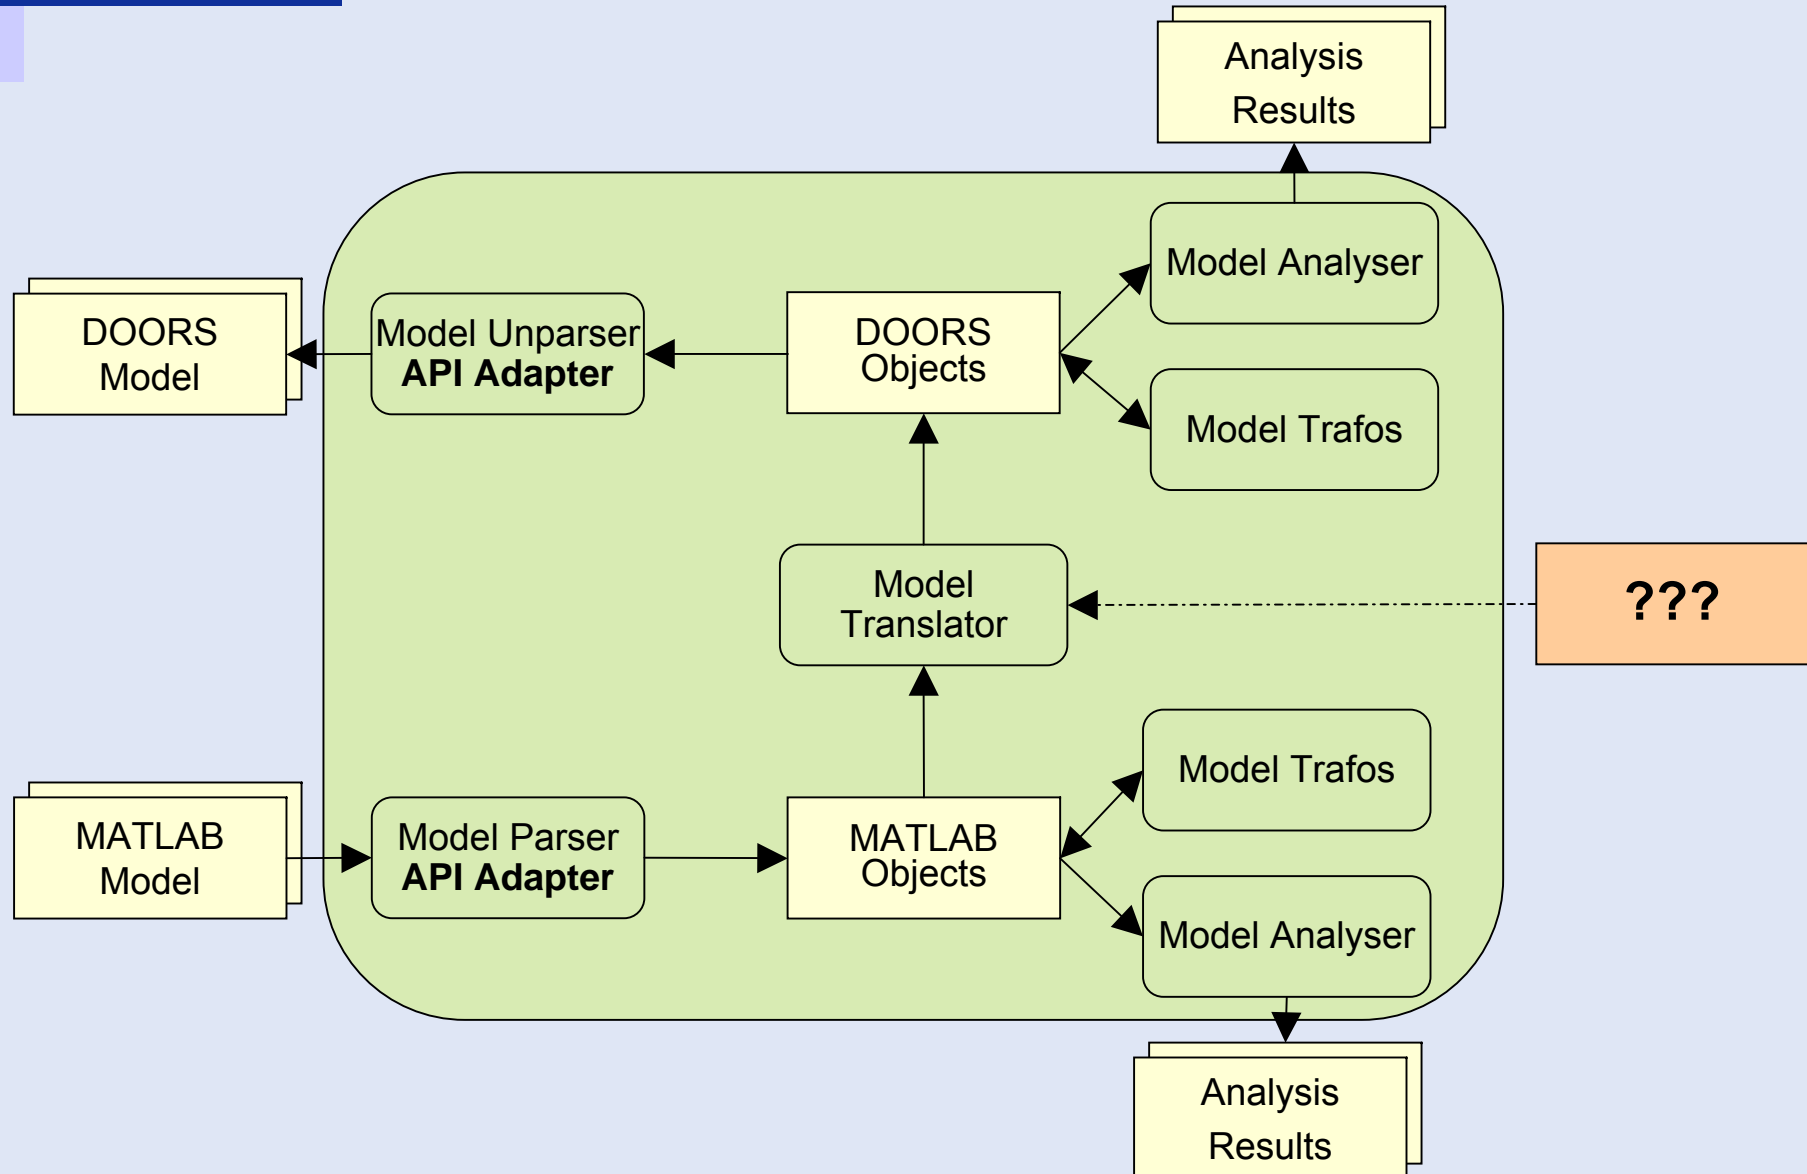 Analysis
Results
Model Analyser
DOORS
Model
Model Unparser
API Adapter
DOORS
Objects
Model Trafos
Model
Translator
???
Model Trafos
MATLAB
Model
Model Parser
API Adapter
MATLAB
Objects
Model Analyser
Analysis
Results